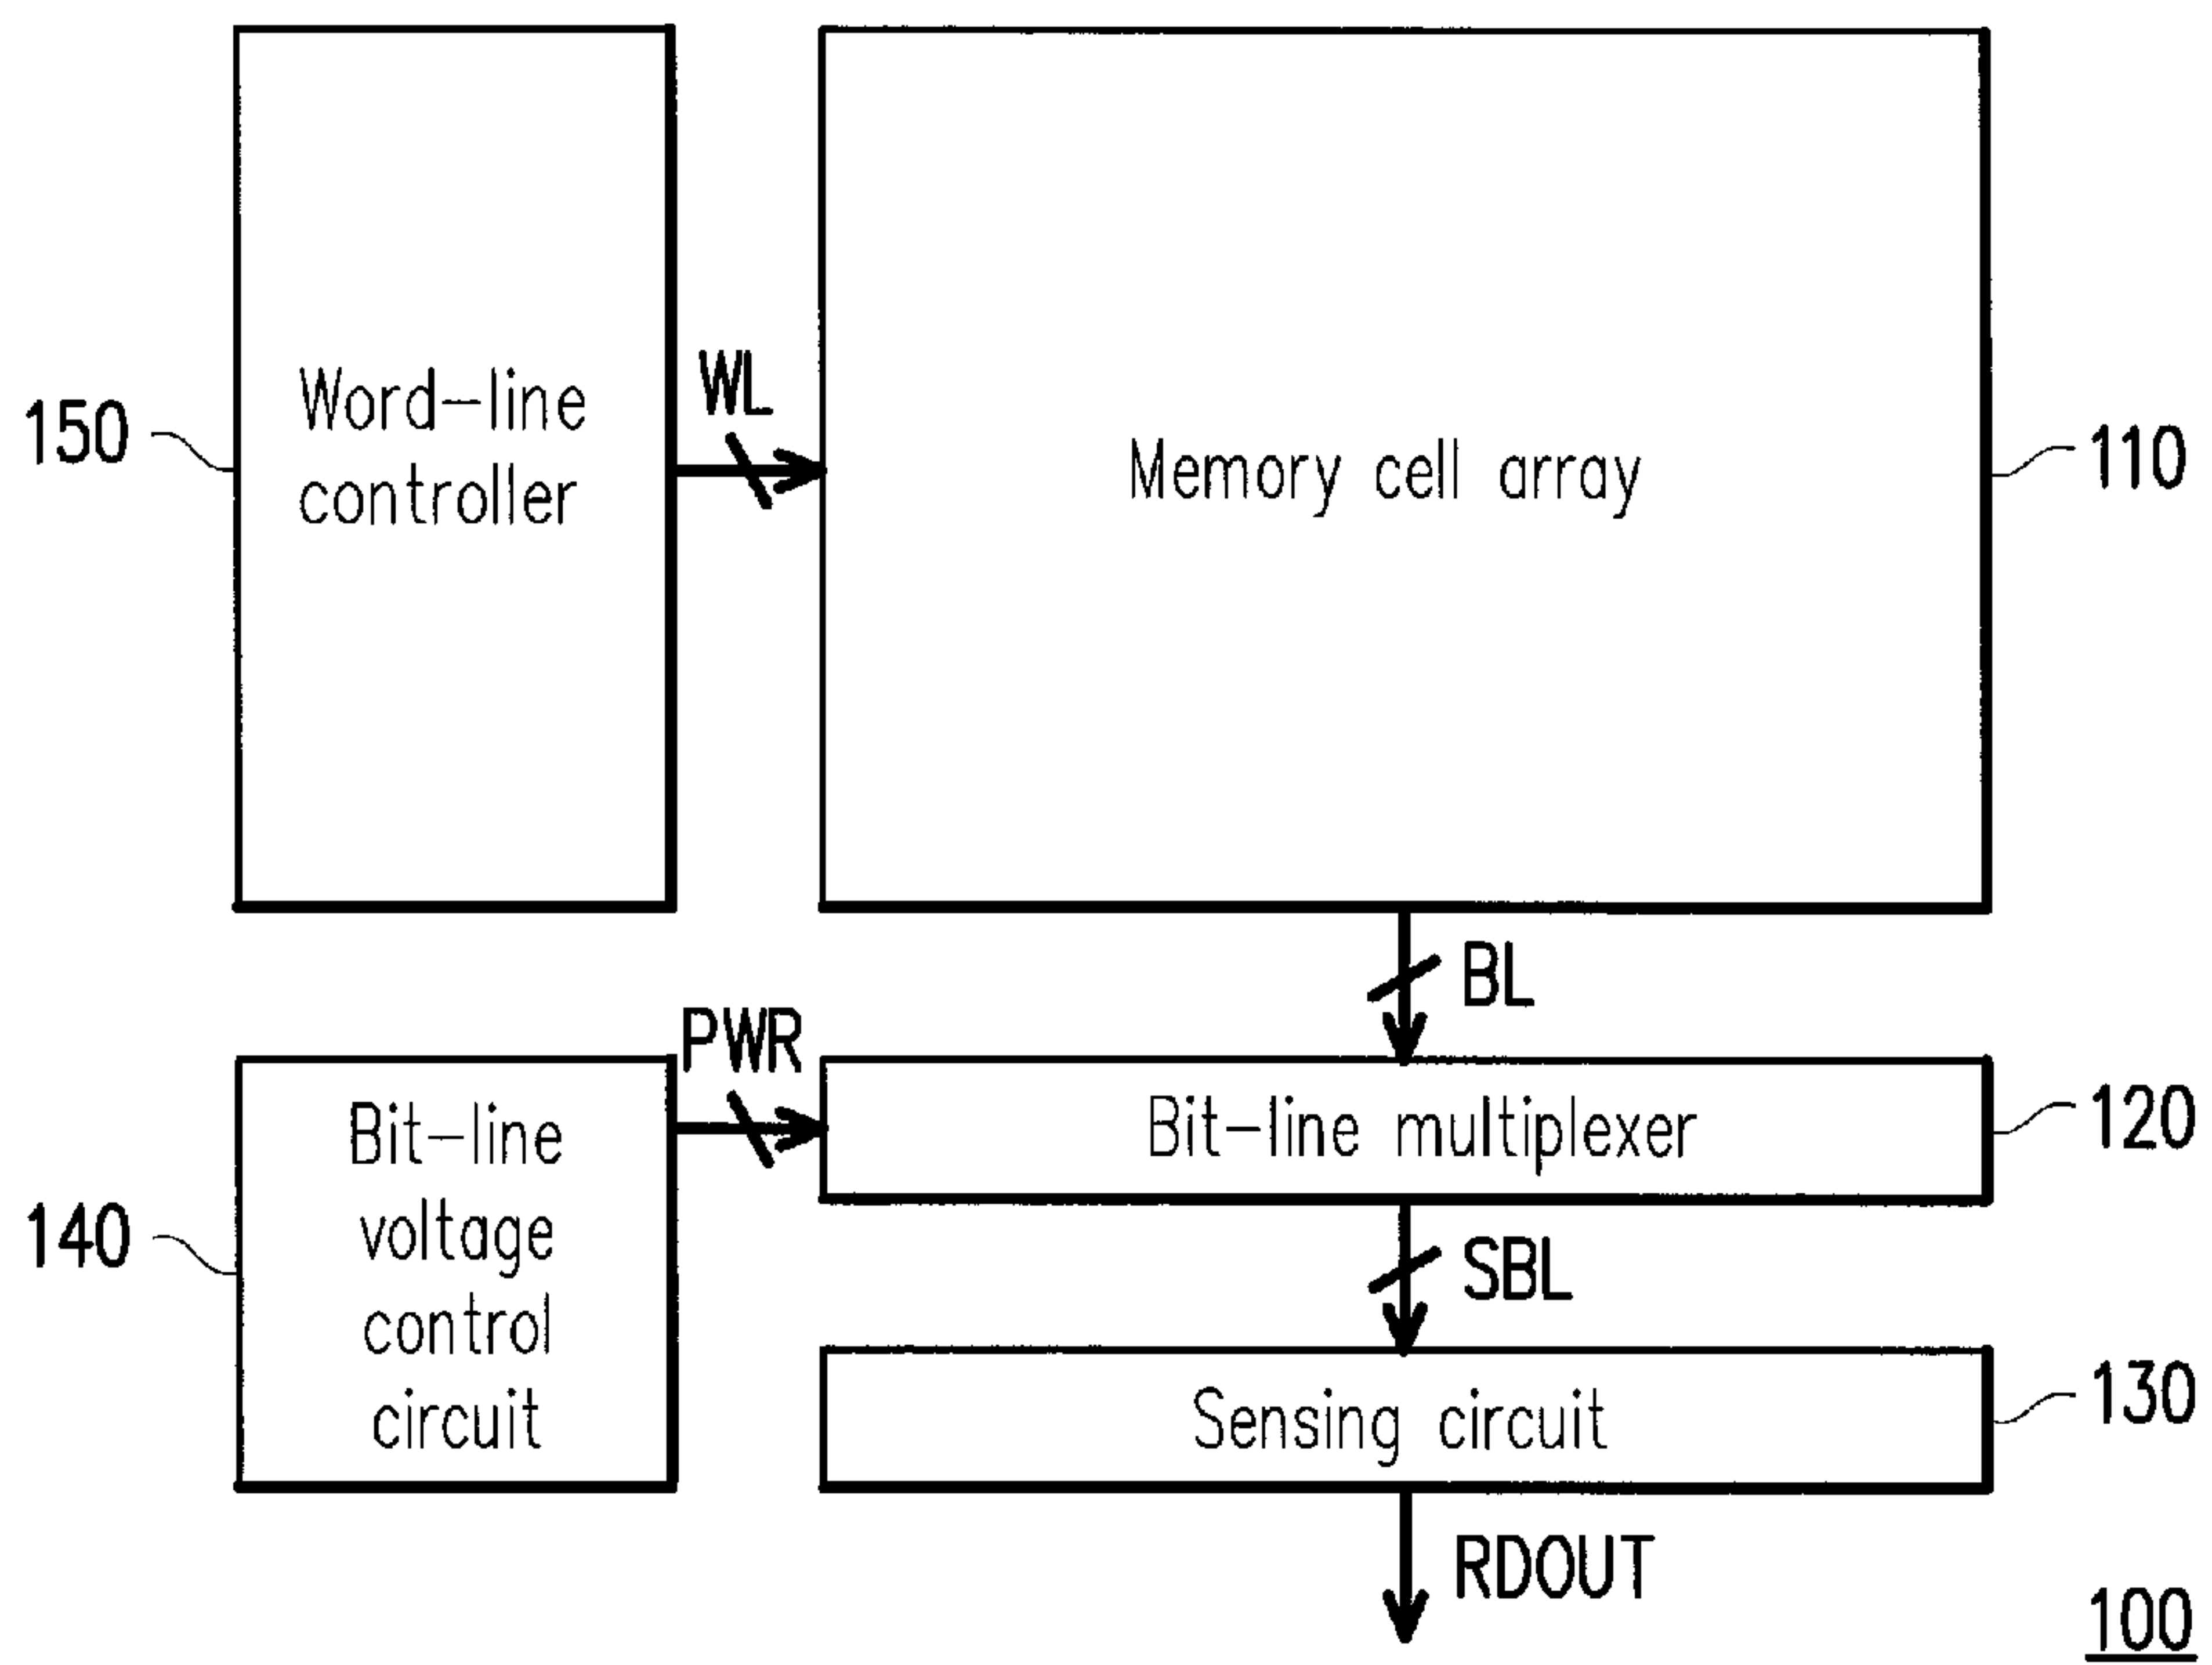 WL
Word-line
controller
150
Memory cell array
110
BL
PWR
Bit-line
voltage
control
circuit
140
Bit-line multiplexer
120
SBL
Sensing circuit
130
RDOUT
100